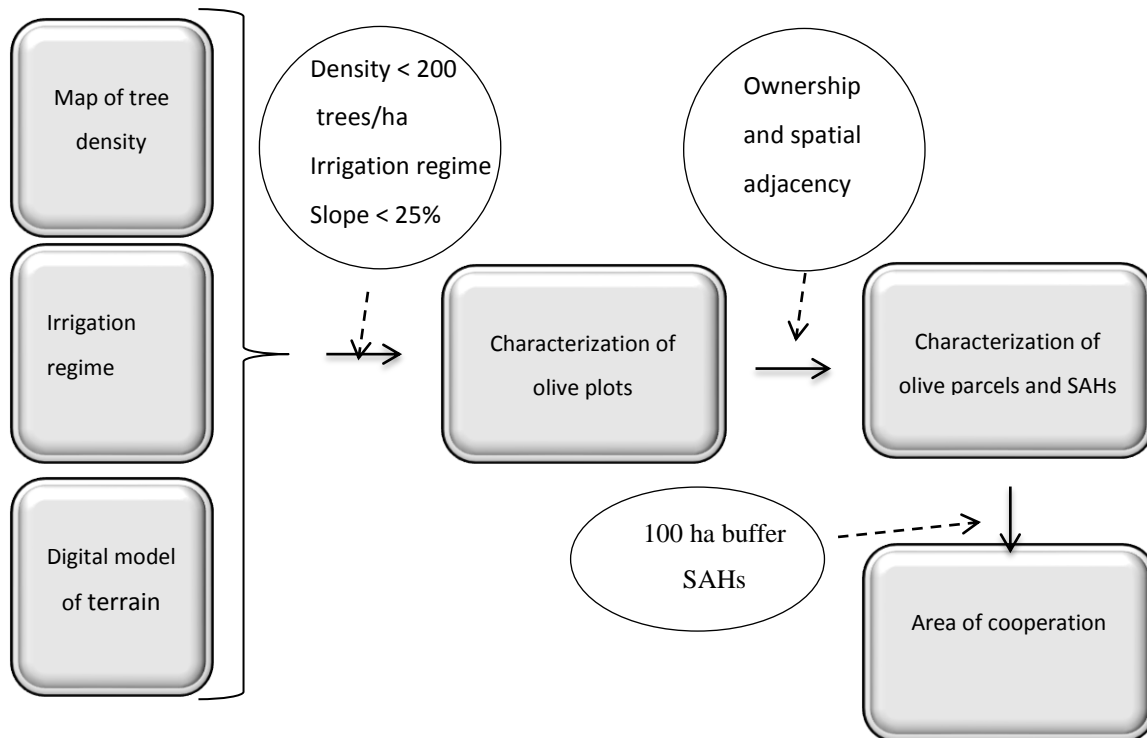 Map of tree
density
Irrigation
regime
Digital model
of terrain
Density < 200
trees/ha
Irrigation regime
Slope < 25%
Characterization of
olive plots
Ownership
and spatial
adjacency
Characterization of
olive parcels and SAHs
100 ha buffer
SAHs
Area of cooperation